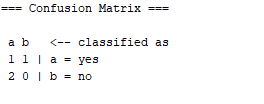 === Confusion Matrix ===
a b <-- classified as
1 1 | a = yes
2 0 | b = no